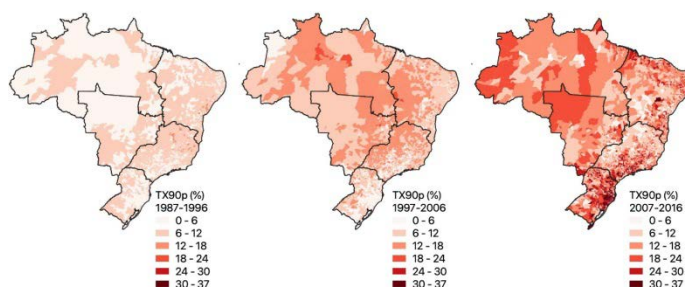 TX90p (%)
1987-1996
0 - 6
6 - 12
12 - 18
18 - 24
24 - 30
30 - 37
TX90p (%)
1997-2006
0 - 6
6 - 12
12 - 18
18 - 24
24 - 30
30 - 37
TX90p (%)
2007-2016
0 - 6
6 - 12
12 - 18
18 - 24
24 - 30
30 - 37